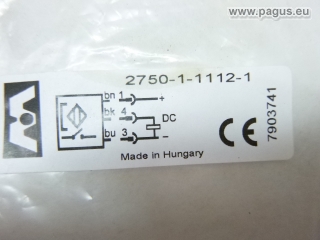 www.pagus.eu
2750-1-1112-1
bn 1 +
bk 4 DC
bu 3 −
Made in Hungary
CE
7903741